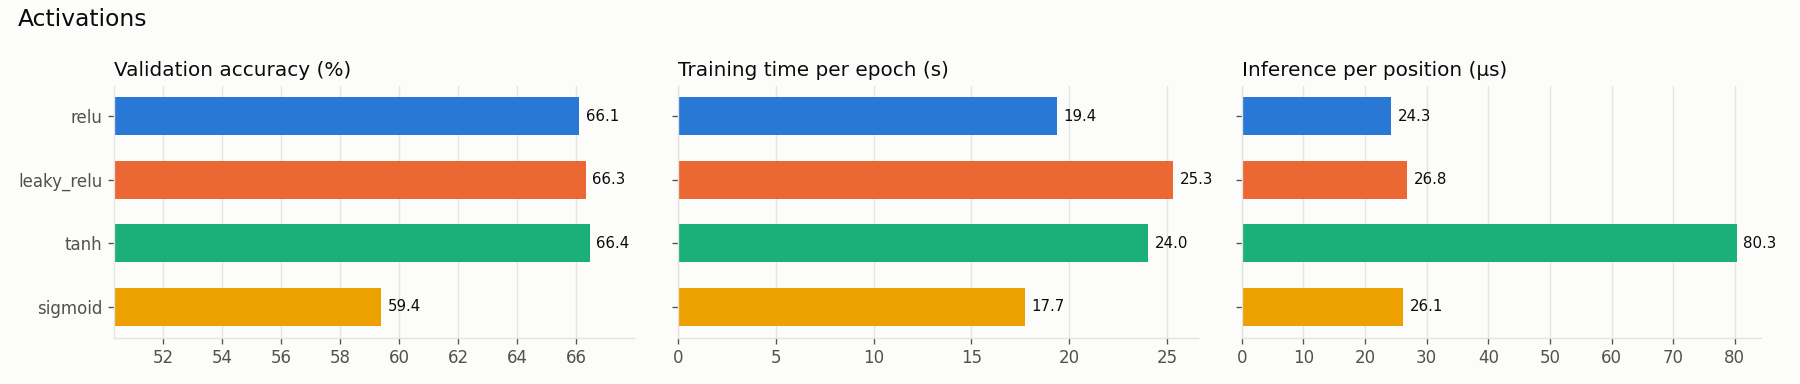 Activations
Validation accuracy (%)
relu
66.1
leaky_relu
66.3
tanh
66.4
sigmoid
59.4
52 54 56 58 60 62 64 66
Training time per epoch (s)
19.4
25.3
24.0
17.7
0 5 10 15 20 25
Inference per position (µs)
24.3
26.8
80.3
26.1
0 10 20 30 40 50 60 70 80